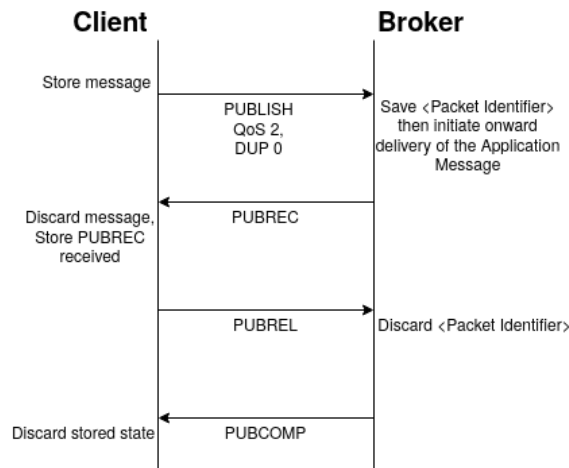 Client
Broker
Store message
PUBLISH
QoS 2,
DUP 0
Save <Packet Identifier>
then initiate onward
delivery of the Application
Message
Discard message,
Store PUBREC
received
PUBREC
PUBREL
Discard <Packet Identifier>
Discard stored state
PUBCOMP